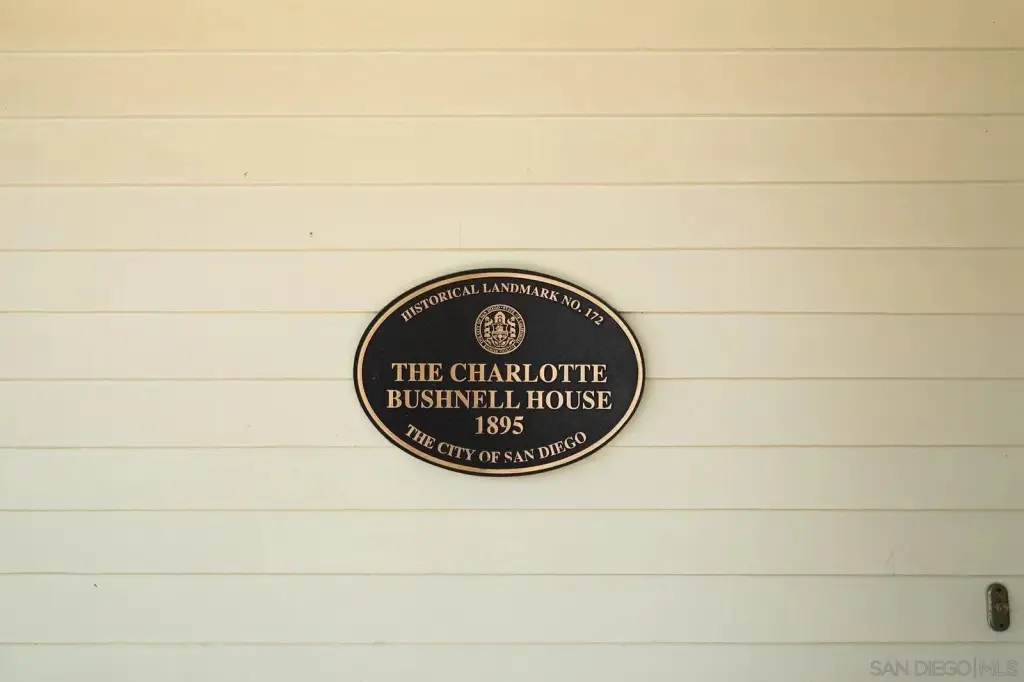 HISTORICAL LANDMARK NO. 172
THE CHARLOTTE
BUSHNELL HOUSE
1895
THE CITY OF SAN DIEGO
SAN DIEGO|MLS